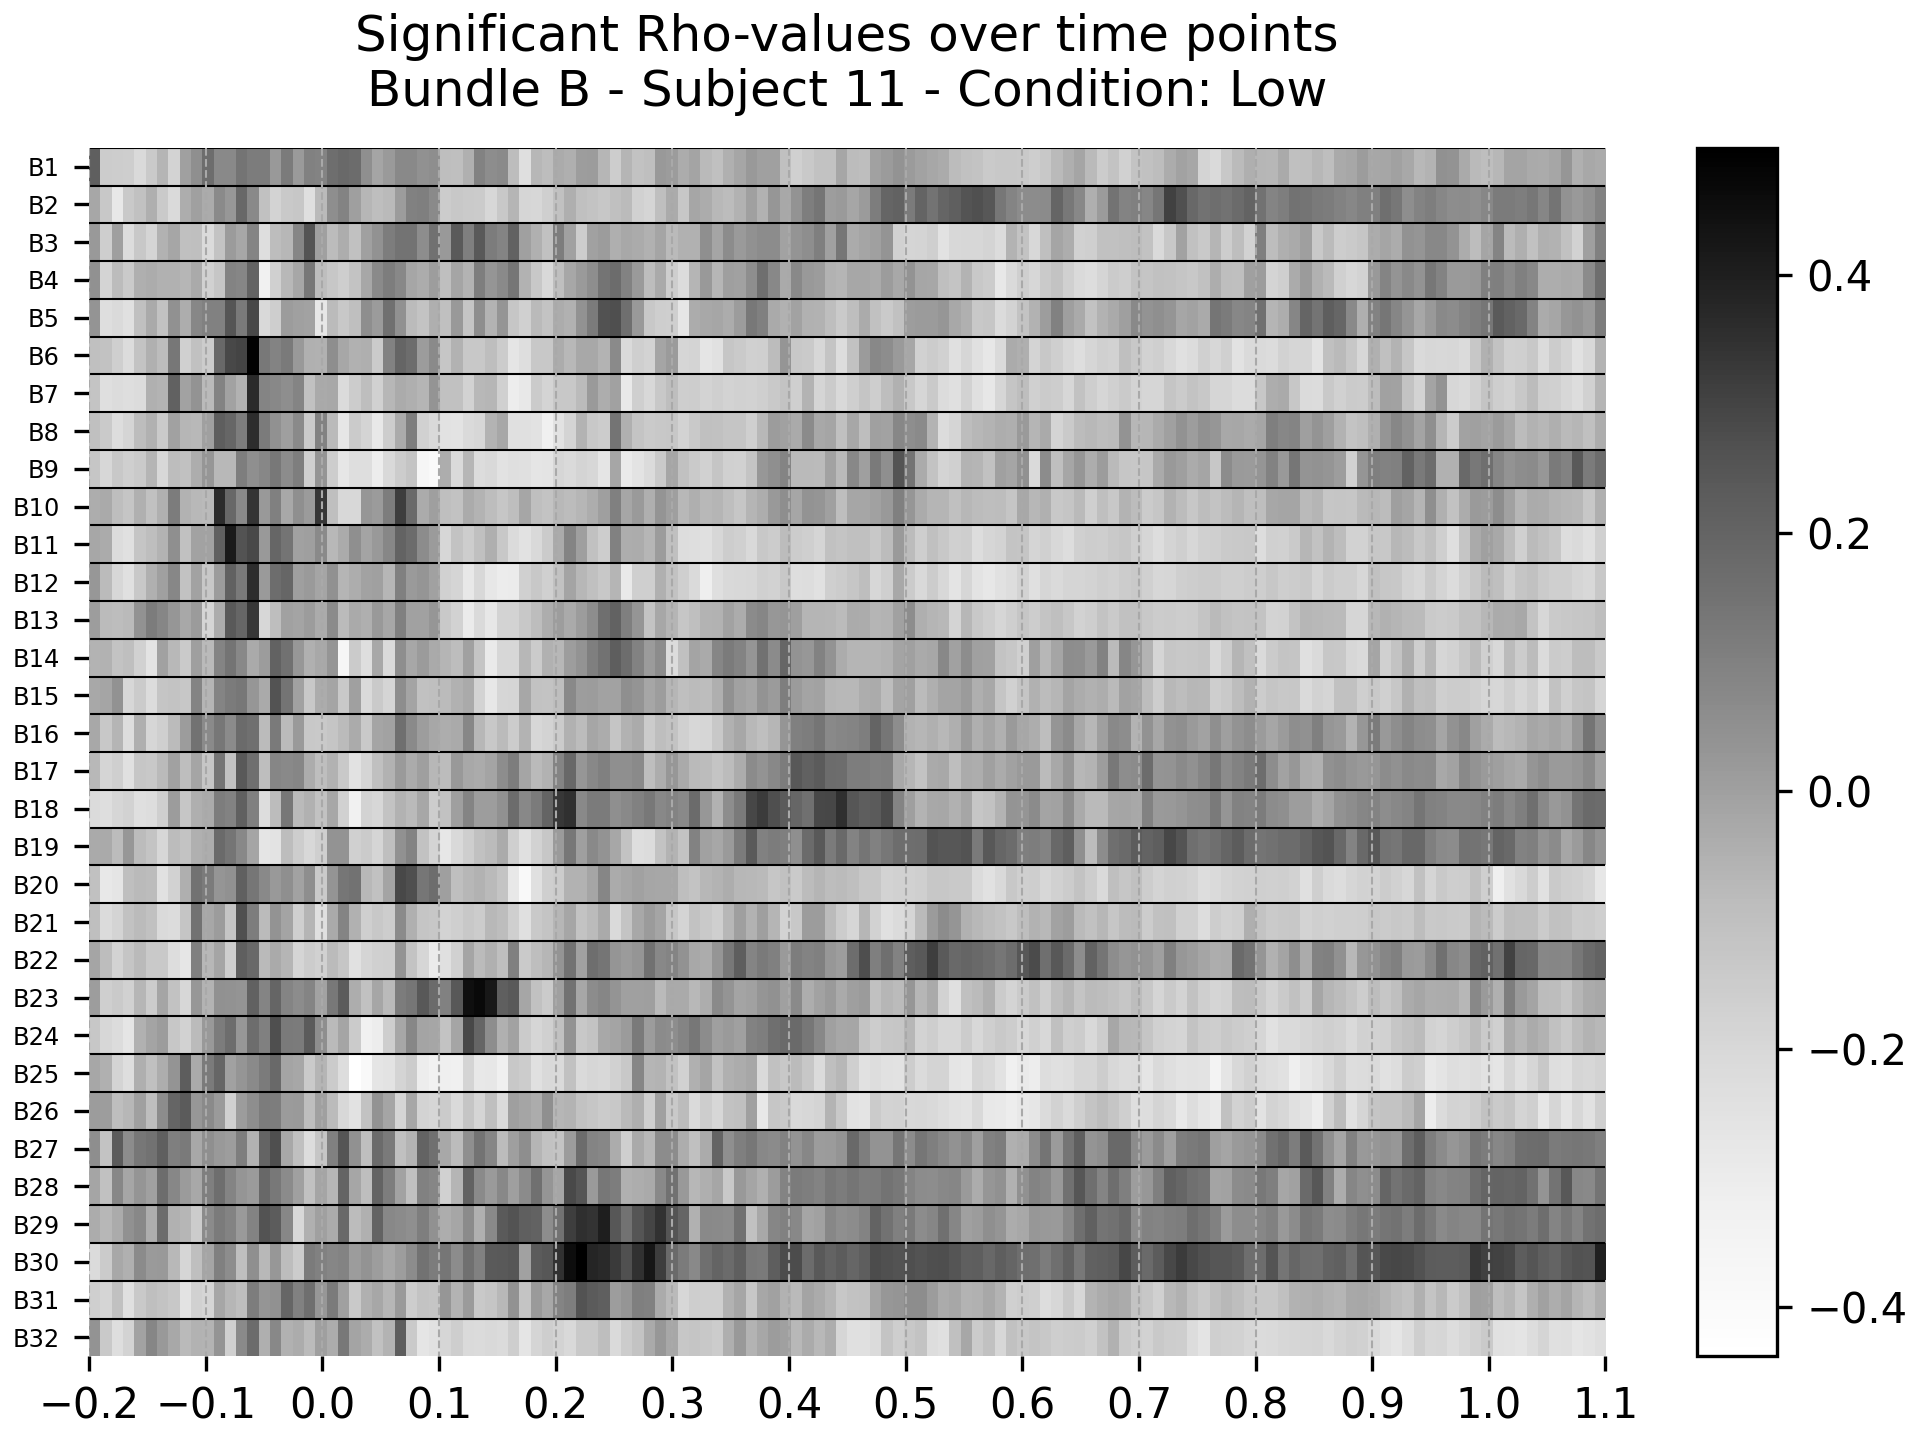 Significant Rho-values over time points
Bundle B - Subject 11 - Condition: Low
B1
B2
B3
B4
B5
B6
B7
B8
B9
B10
B11
B12
B13
B14
B15
B16
B17
B18
B19
B20
B21
B22
B23
B24
B25
B26
B27
B28
B29
B30
B31
B32
−0.2 −0.1 0.0 0.1 0.2 0.3 0.4 0.5 0.6 0.7 0.8 0.9 1.0 1.1
0.4
0.2
0.0
−0.2
−0.4